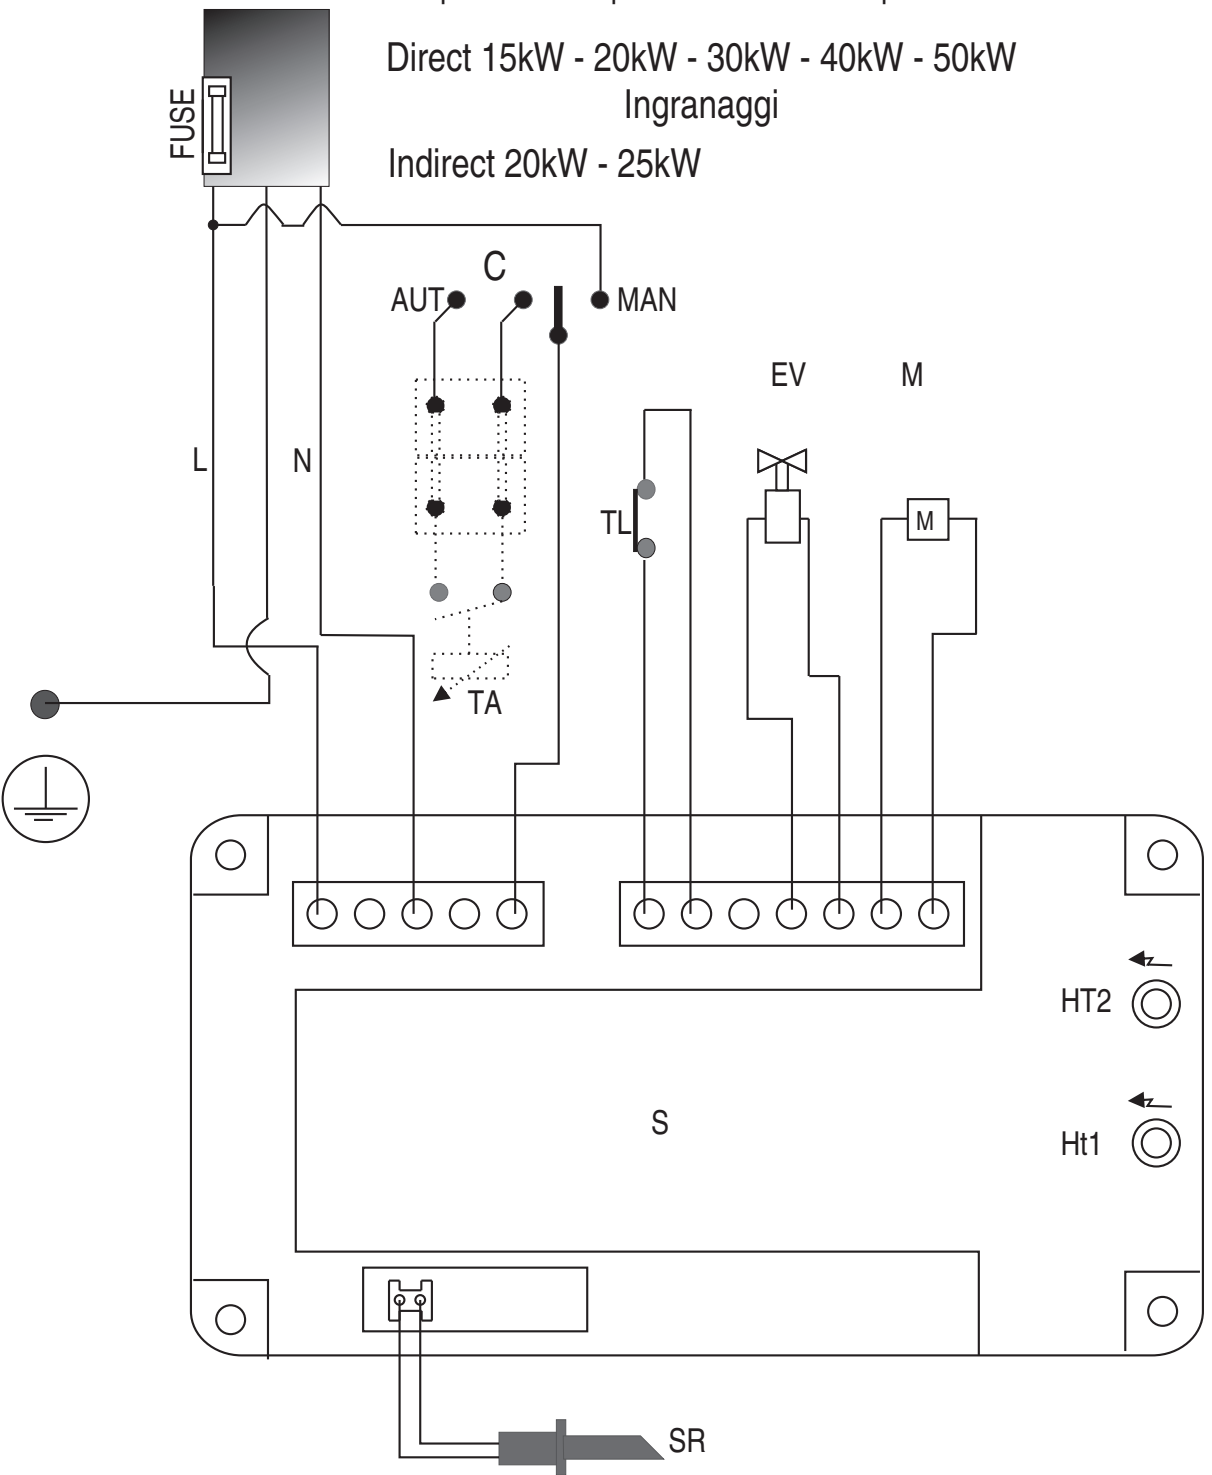 Direct 15kW - 20kW - 30kW - 40kW - 50kW
Ingranaggi
Indirect 20kW - 25kW
FUSE
C
AUT
MAN
EV
M
L
N
TL
M
TA
HT2
S
Ht1
SR